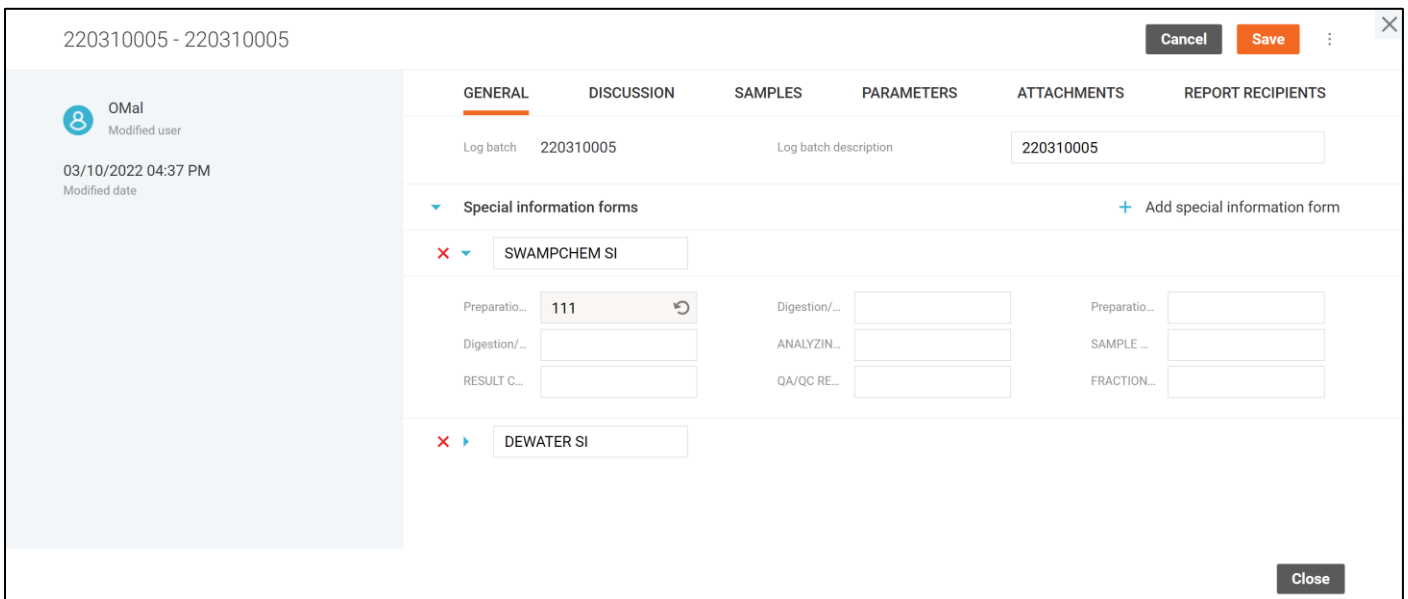 220310005 - 220310005
Cancel
Save
OMal
Modified user
03/10/2022 04:37 PM
Modified date
GENERAL DISCUSSION SAMPLES PARAMETERS ATTACHMENTS REPORT RECIPIENTS
Log batch 220310005 Log batch description 220310005
Special information forms + Add special information form
SWAMPCHEM SI
Preparatio... 111 Digestion/... Preparatio...
Digestion/... ANALYZIN... SAMPLE ...
RESULT C... QA/QC RE... FRACTION...
DEWATER SI
Close